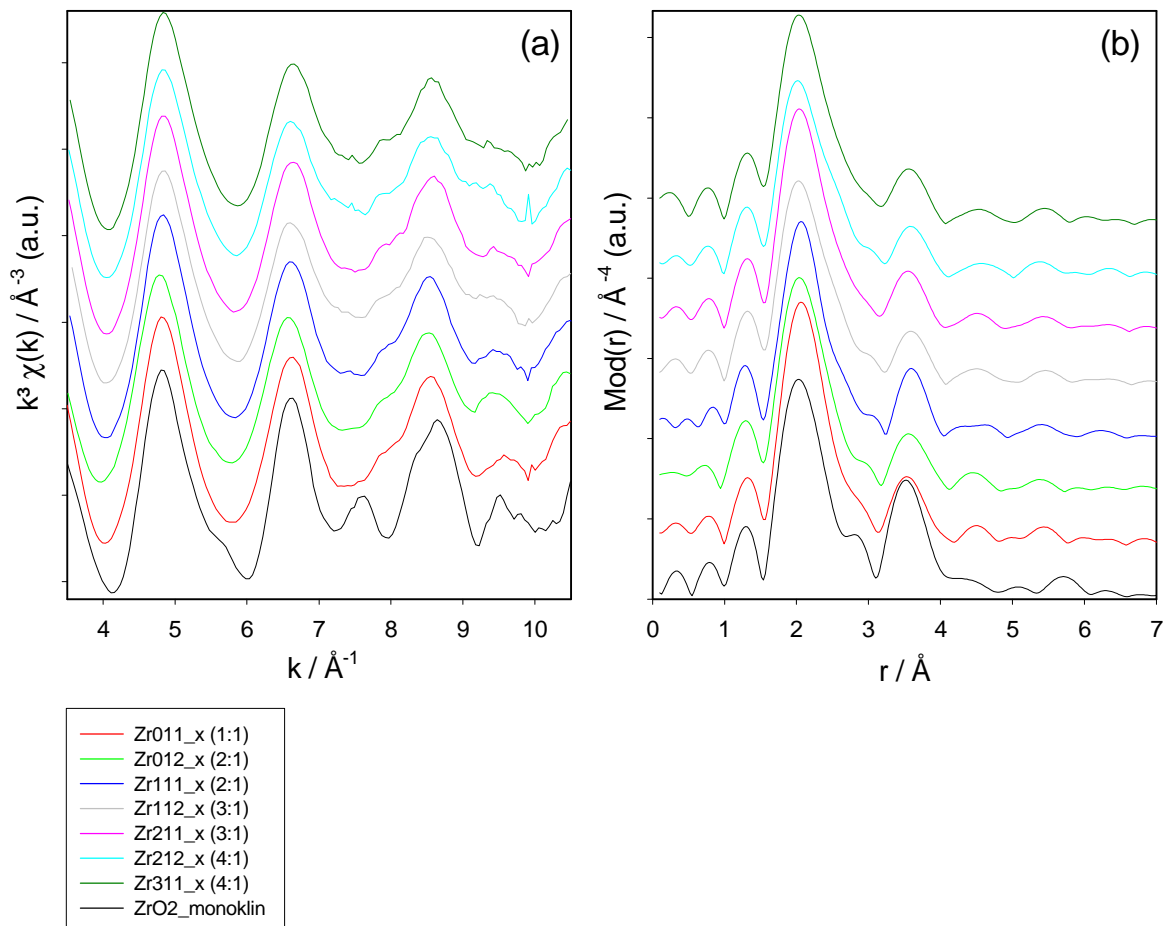 (a)
k³ χ(k) / Å⁻³ (a.u.)
4 5 6 7 8 9 10
k / Å⁻¹
(b)
Mod(r) / Å⁻⁴ (a.u.)
0 1 2 3 4 5 6 7
r / Å
Zr011_x (1:1)
Zr012_x (2:1)
Zr111_x (2:1)
Zr112_x (3:1)
Zr211_x (3:1)
Zr212_x (4:1)
Zr311_x (4:1)
ZrO2_monoklin